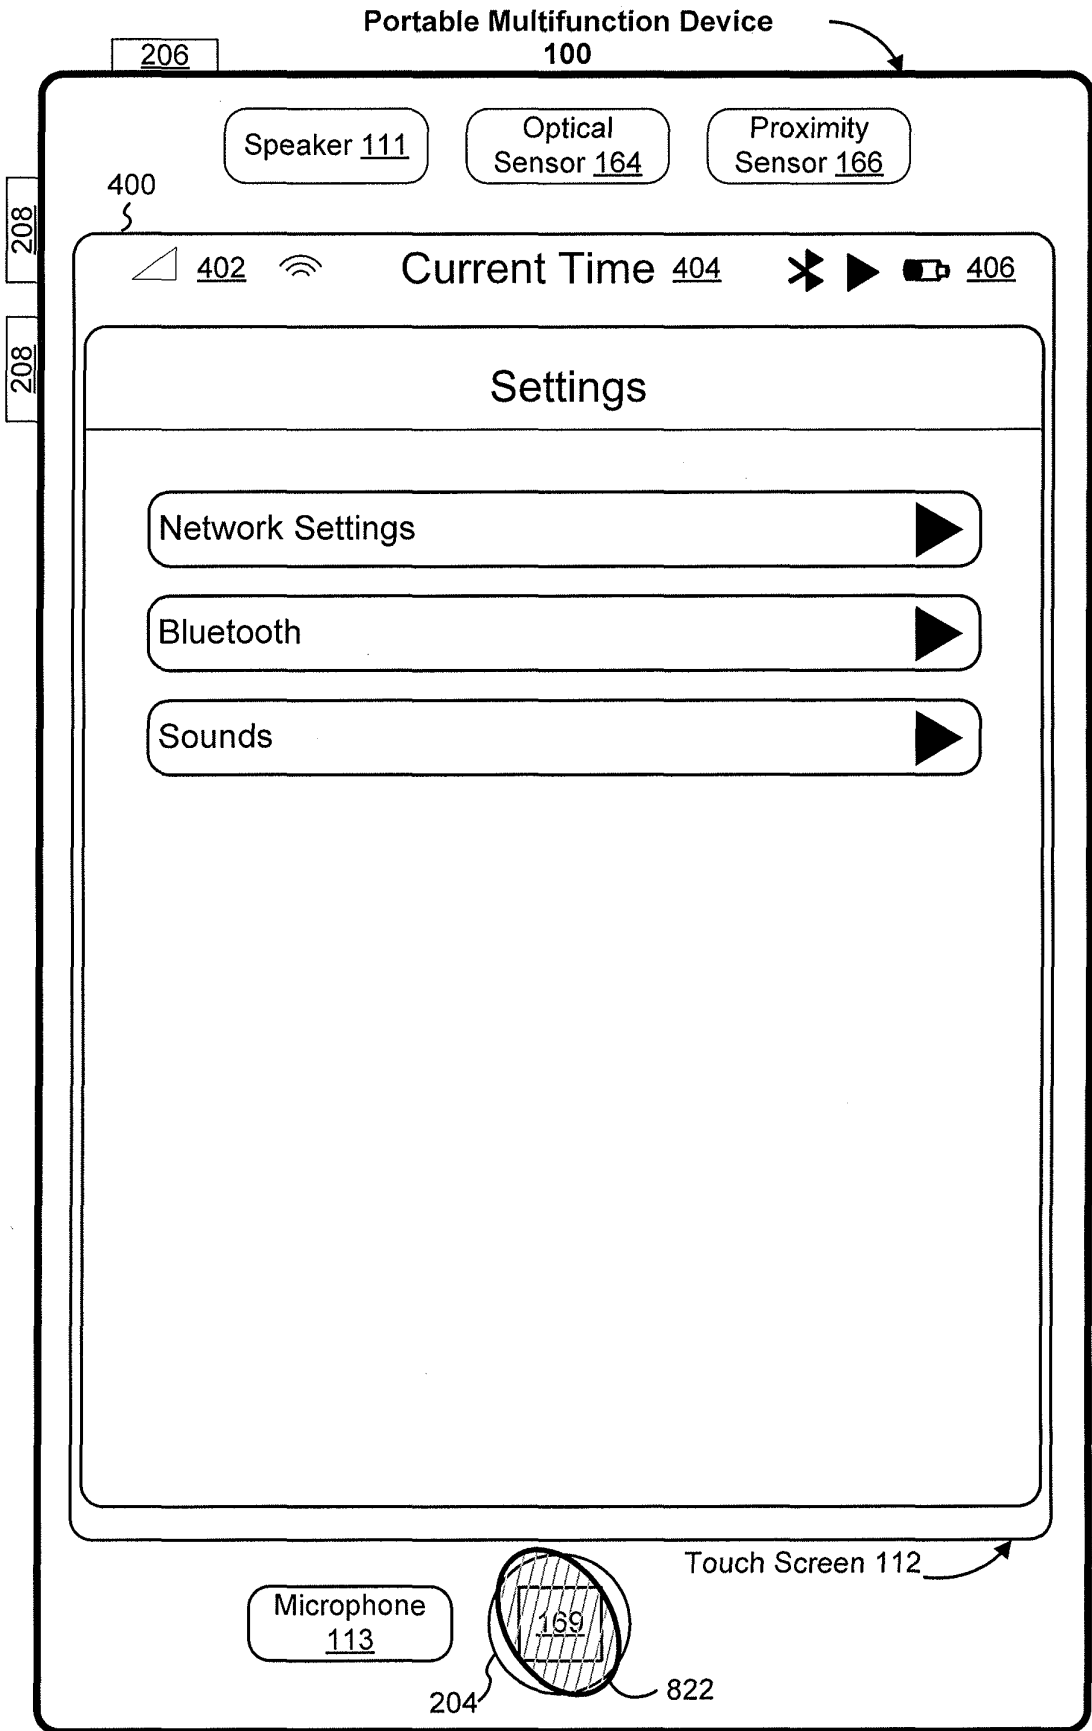 Portable Multifunction Device
100
206
Speaker 111
Optical
Sensor 164
Proximity
Sensor 166
400
208
402 Current Time 404 406
208
Settings
Network Settings
Bluetooth
Sounds
Touch Screen 112
Microphone
113
169
204
822